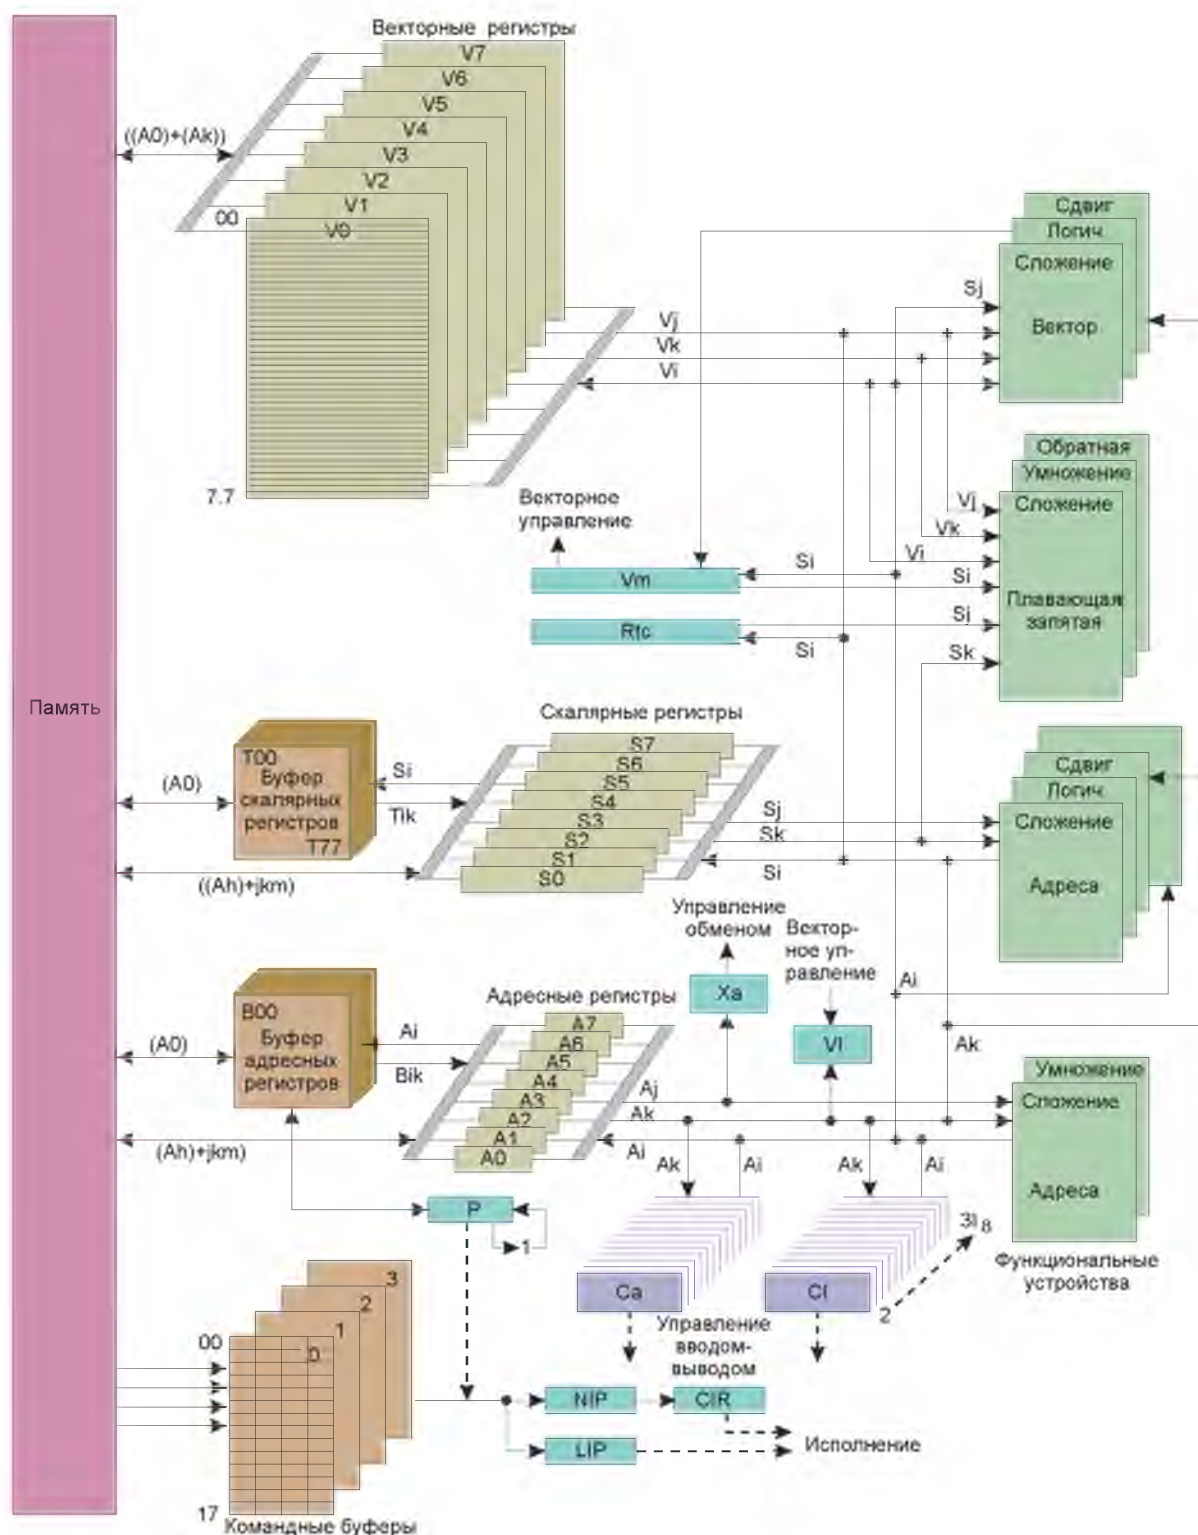 Векторные регистры
V7
V6
V5
V4
V3
V2
V1
V0
00
7.7
((A0)+(Ak))
Память
Vj
Vk
Vi
Sj
Сдвиг
Логич
Сложение
Вектор
Обратная
Умножение
Сложение
Плавающая
запятая
Vj
Vk
Vi
Si
Sj
Sk
Векторное
управление
Vm
Si
Rtc
Si
Скалярные регистры
S7
S6
S5
S4
S3
S2
S1
S0
(A0)
T00
Буфер
скалярных
регистров
T77
Si
Tik
((Ah)+jkm)
Sj
Sk
Si
Сдвиг
Логич
Сложение
Адреса
Управление
обменом
Xa
Вектор-
ное уп-
равление
Vl
Ai
Ak
Адресные регистры
A7
A6
A5
A4
A3
A2
A1
A0
(A0)
B00
Буфер
адресных
регистров
Ai
Bik
(Ah)+jkm)
Aj
Ak
Ai
Умножение
Сложение
Адреса
Функциональные
устройства
Ak
Ai
Ak
Ai
P
1
Ca
Cl
2
8
Управление
вводом-
выводом
3
2
1
0
00
17
Командные буферы
NIP
CIR
LIP
Исполнение